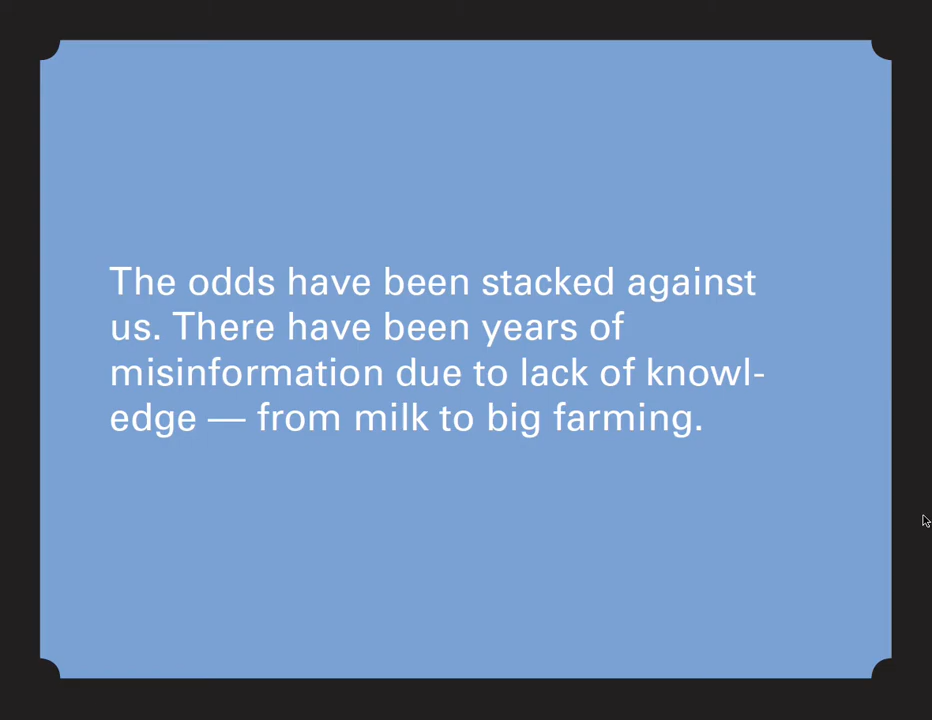 The odds have been stacked against
us. There have been years of
misinformation due to lack of knowl-
edge — from milk to big farming.